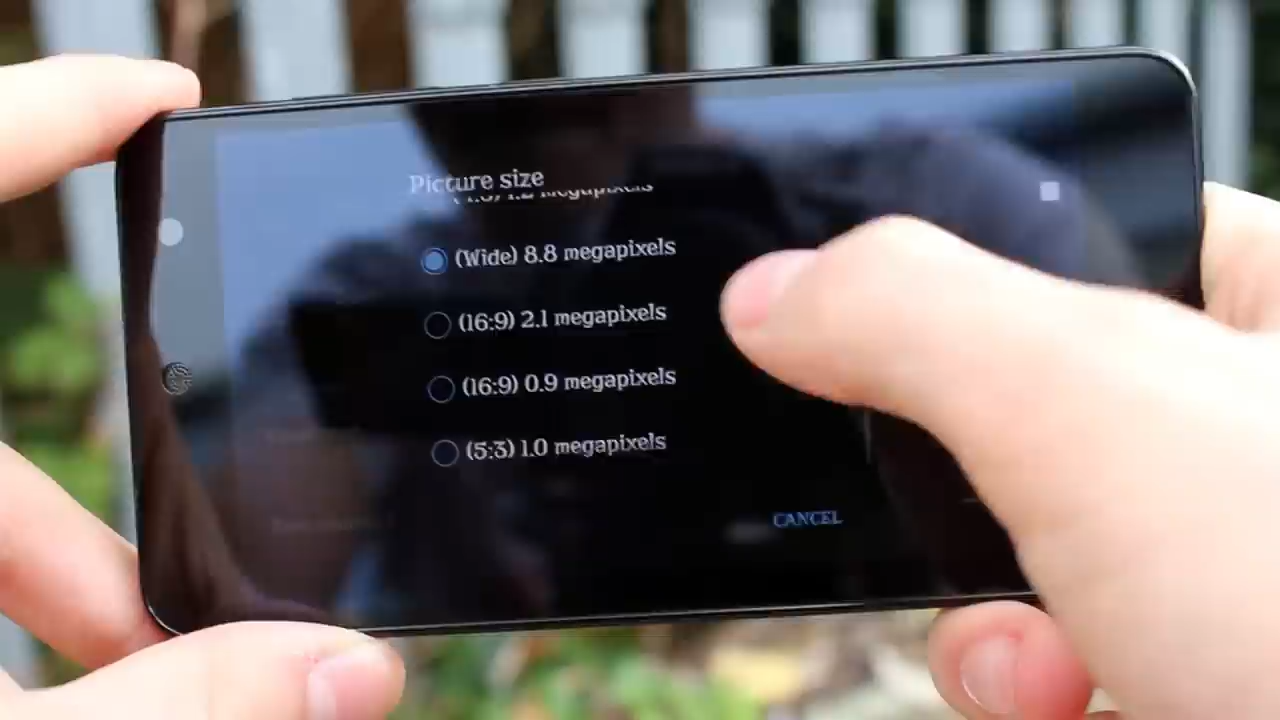 Picture size
(Wide) 8.8 megapixels
(16:9) 2.1 megapixels
(16:9) 0.9 megapixels
(5:3) 1.0 megapixels
CANCEL